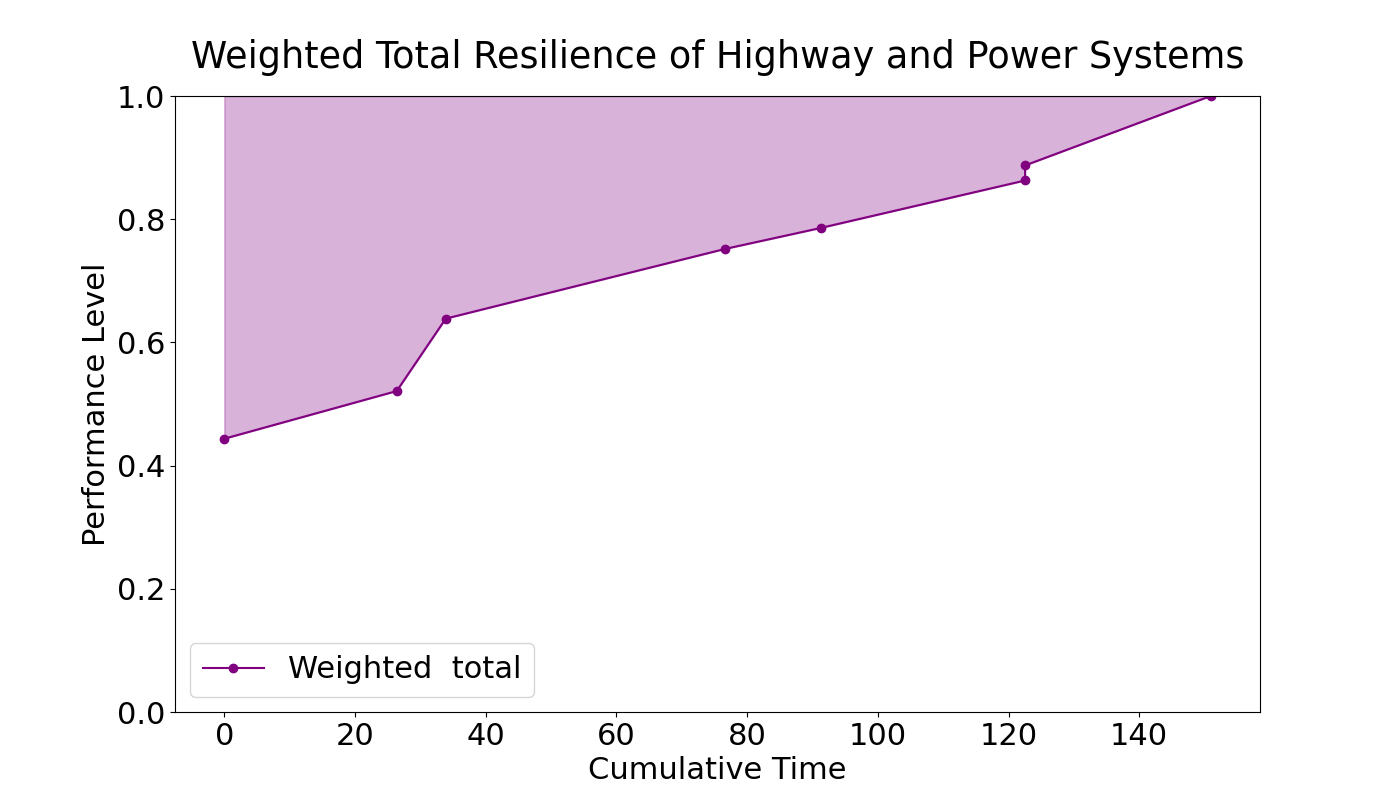 Weighted Total Resilience of Highway and Power Systems
1.0
0.8
0.6
0.4
0.2
0.0
Performance Level
Weighted  total
0 20 40 60 80 100 120 140
Cumulative Time